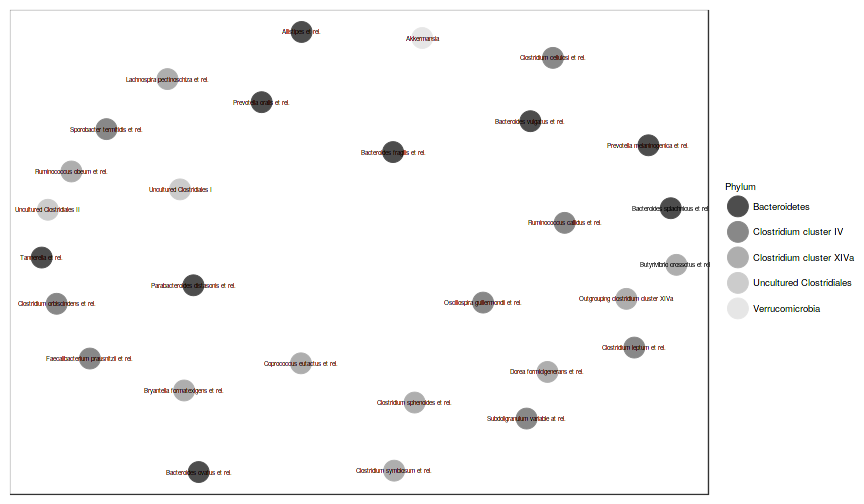 Allistipes et rel.
Akkermansia
Clostridium cellulosi et rel.
Lachnospira pectinoschiza et rel.
Prevotella oralis et rel.
Bacteroides vulgatus et rel.
Sporobacter termitidis et rel.
Prevotella melaninogenica et rel.
Bacteroides fragilis et rel.
Ruminococcus obeum et rel.
Uncultured Clostridiales I
Phylum
Bacteroidetes
Uncultured Clostridiales II
Bacteroides splachnicus et rel.
Ruminococcus callidus et rel.
Clostridium cluster IV
Tannerella et rel.
Clostridium cluster XIVa
Butyrivibrio crossotus et rel.
Uncultured Clostridiales
Parabacteroides distasonis et rel.
Outgrouping clostridium cluster XIVa
Clostridium orbiscindens et rel.
Oscillospira guillermondii et rel.
Verrucomicrobia
Clostridium leptum et rel.
Faecalibacterium prausnitzii et rel.
Coprococcus eutactus et rel.
Dorea formicigenerans et rel.
Bryantella formatexigens et rel.
Clostridium sphenoides et rel.
Subdoligranulum variable at rel.
Bacteroides ovatus et rel.
Clostridium symbiosum et rel.